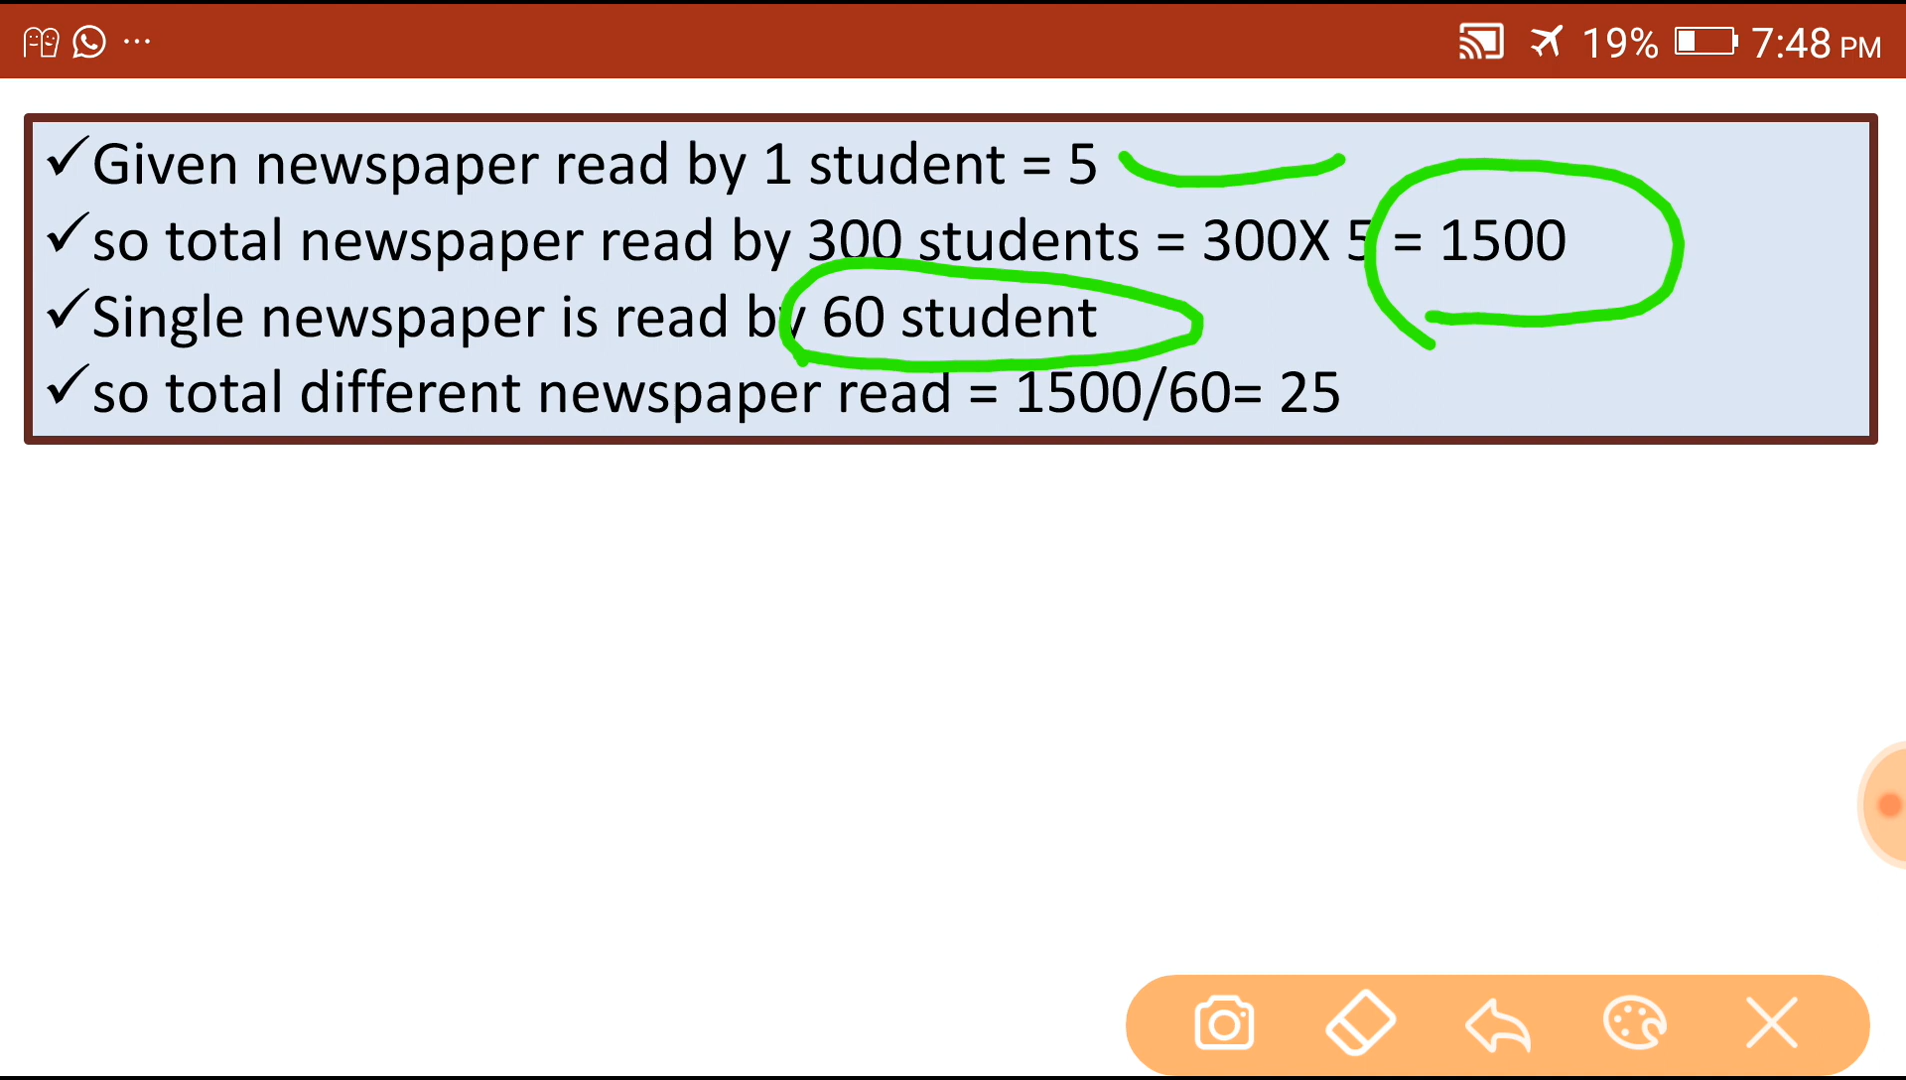 ... 19% 7:48 PM
✓Given newspaper read by 1 student = 5
✓so total newspaper read by 300 students = 300X 5 = 1500
✓Single newspaper is read by 60 student
✓so total different newspaper read = 1500/60= 25